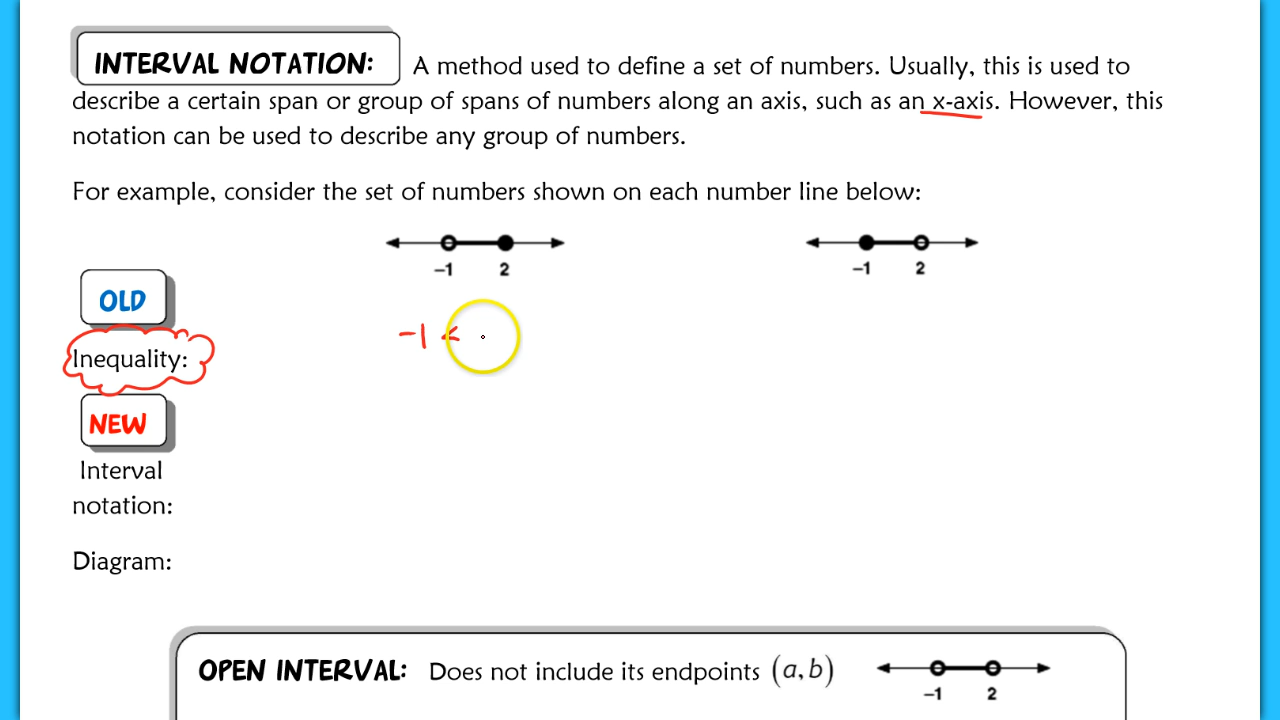 INTERVAL NOTATION: A method used to define a set of numbers. Usually, this is used to
describe a certain span or group of spans of numbers along an axis, such as an x-axis. However, this
notation can be used to describe any group of numbers.
For example, consider the set of numbers shown on each number line below:
-1 2 -1 2
OLD
-1 <
Inequality:
NEW
Interval
notation:
Diagram:
OPEN INTERVAL: Does not include its endpoints (a,b)
-1 2